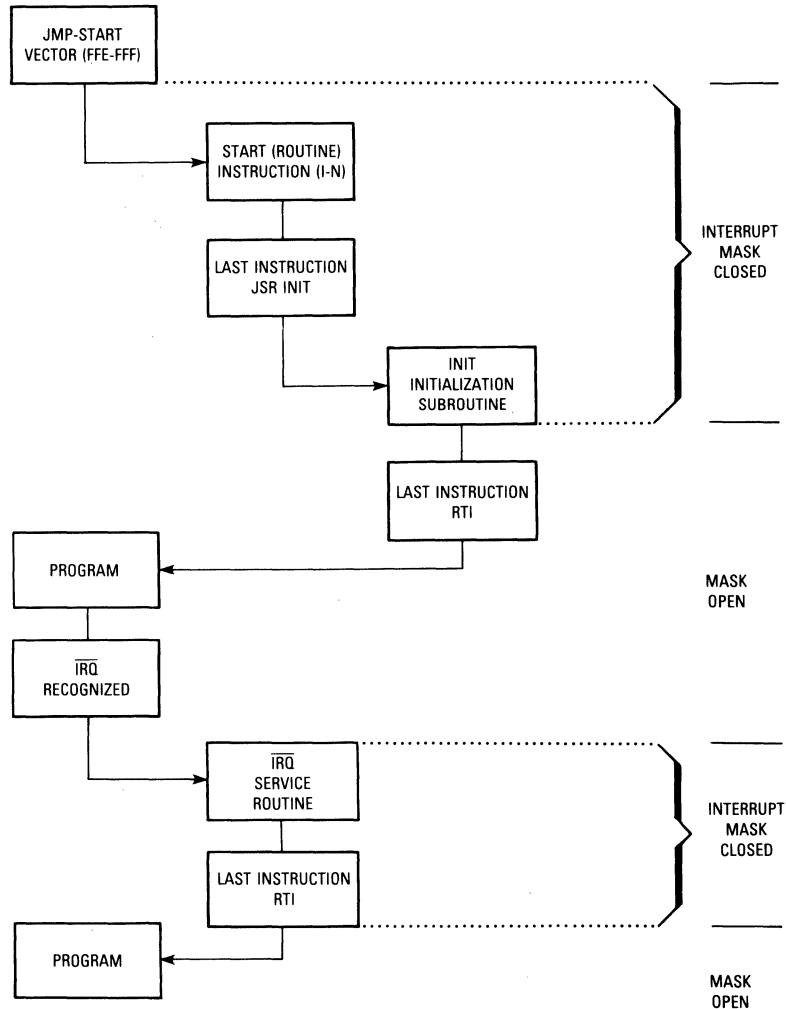 JMP-START
VECTOR (FFE-FFF)
START (ROUTINE)
INSTRUCTION (I-N)
LAST INSTRUCTION
JSR INIT
INTERRUPT
MASK
CLOSED
INIT
INITIALIZATION
SUBROUTINE
LAST INSTRUCTION
RTI
PROGRAM
MASK
OPEN
IRQ
RECOGNIZED
IRQ
SERVICE
ROUTINE
INTERRUPT
MASK
CLOSED
LAST INSTRUCTION
RTI
PROGRAM
MASK
OPEN